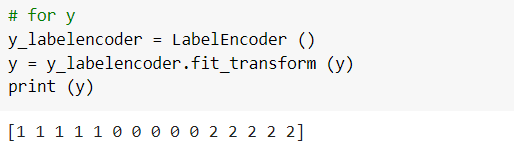 # for y
y_labelencoder = LabelEncoder ()
y = y_labelencoder.fit_transform (y)
print (y)
[1 1 1 1 1 0 0 0 0 0 2 2 2 2 2]